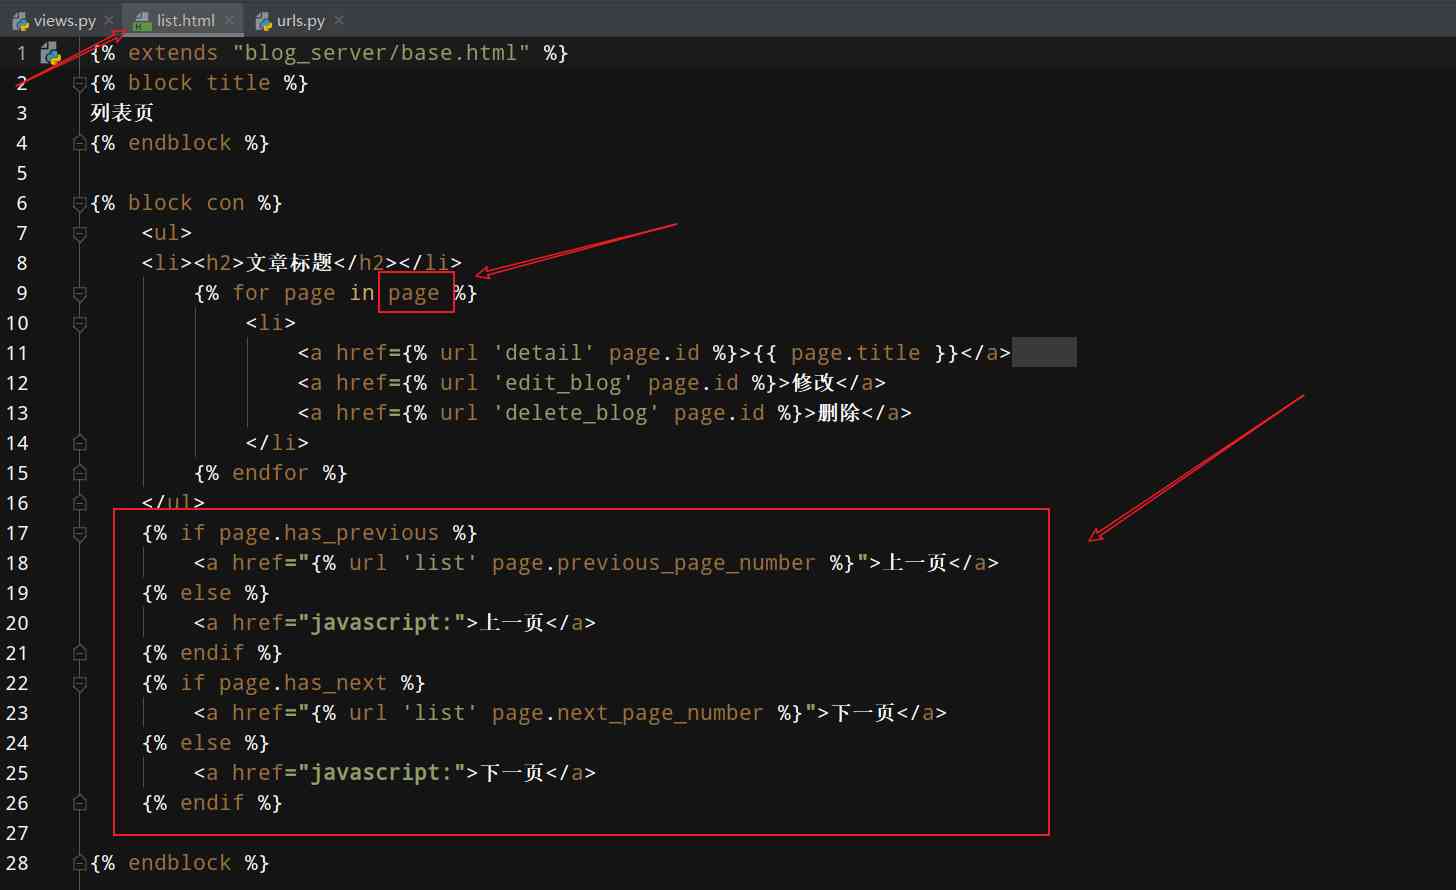 views.py list.html urls.py
1 {% extends "blog_server/base.html" %}
2 {% block title %}
3 列表页
4 {% endblock %}
5
6 {% block con %}
7 <ul>
8 <li><h2>文章标题</h2></li>
9 {% for page in page %}
10 <li>
11 <a href={% url 'detail' page.id %}>{{ page.title }}</a>
12 <a href={% url 'edit_blog' page.id %}>修改</a>
13 <a href={% url 'delete_blog' page.id %}>删除</a>
14 </li>
15 {% endfor %}
16 </ul>
17 {% if page.has_previous %}
18 <a href="{% url 'list' page.previous_page_number %}">上一页</a>
19 {% else %}
20 <a href="javascript:">上一页</a>
21 {% endif %}
22 {% if page.has_next %}
23 <a href="{% url 'list' page.next_page_number %}">下一页</a>
24 {% else %}
25 <a href="javascript:">下一页</a>
26 {% endif %}
27
28 {% endblock %}